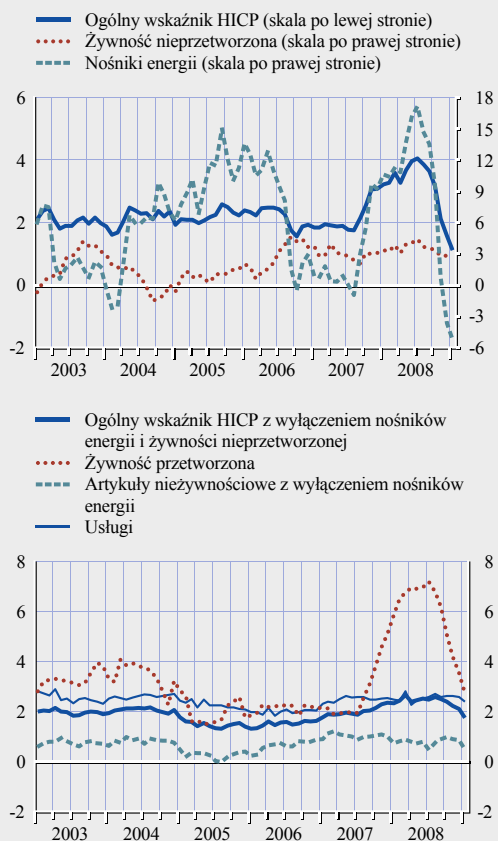 Ogólny wskaźnik HICP (skala po lewej stronie)
Żywność nieprzetworzona (skala po prawej stronie)
Nośniki energii (skala po prawej stronie)
6 18
15
4 12
9
2 6
3
0 0
-3
-2 -6
2003 2004 2005 2006 2007 2008
Ogólny wskaźnik HICP z wyłączeniem nośników
energii i żywności nieprzetworzonej
Żywność przetworzona
Artykuły nieżywnościowe z wyłączeniem nośników
energii
Usługi
8 8
6 6
4 4
2 2
0 0
-2 -2
2003 2004 2005 2006 2007 2008